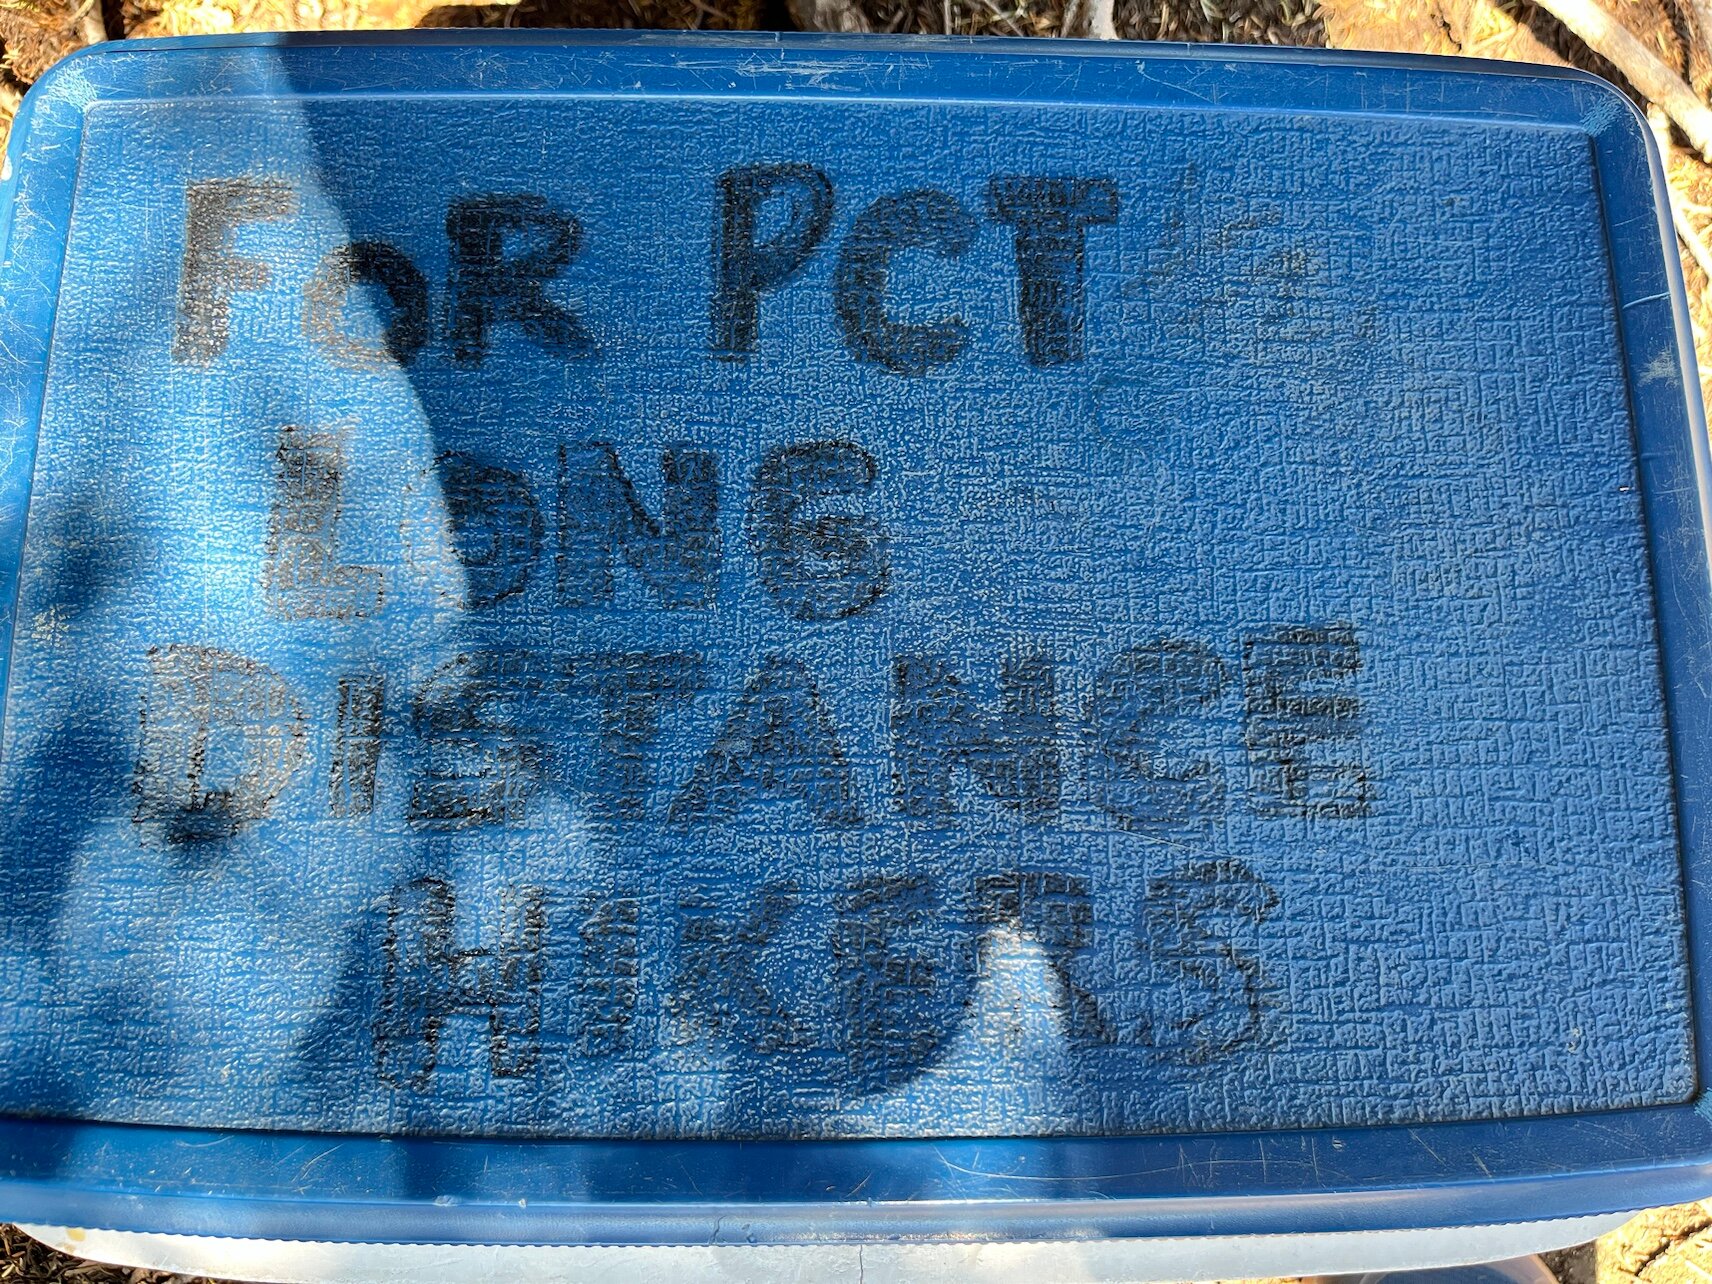 FoR PCT
LONG
DISTANCE
HIKERS